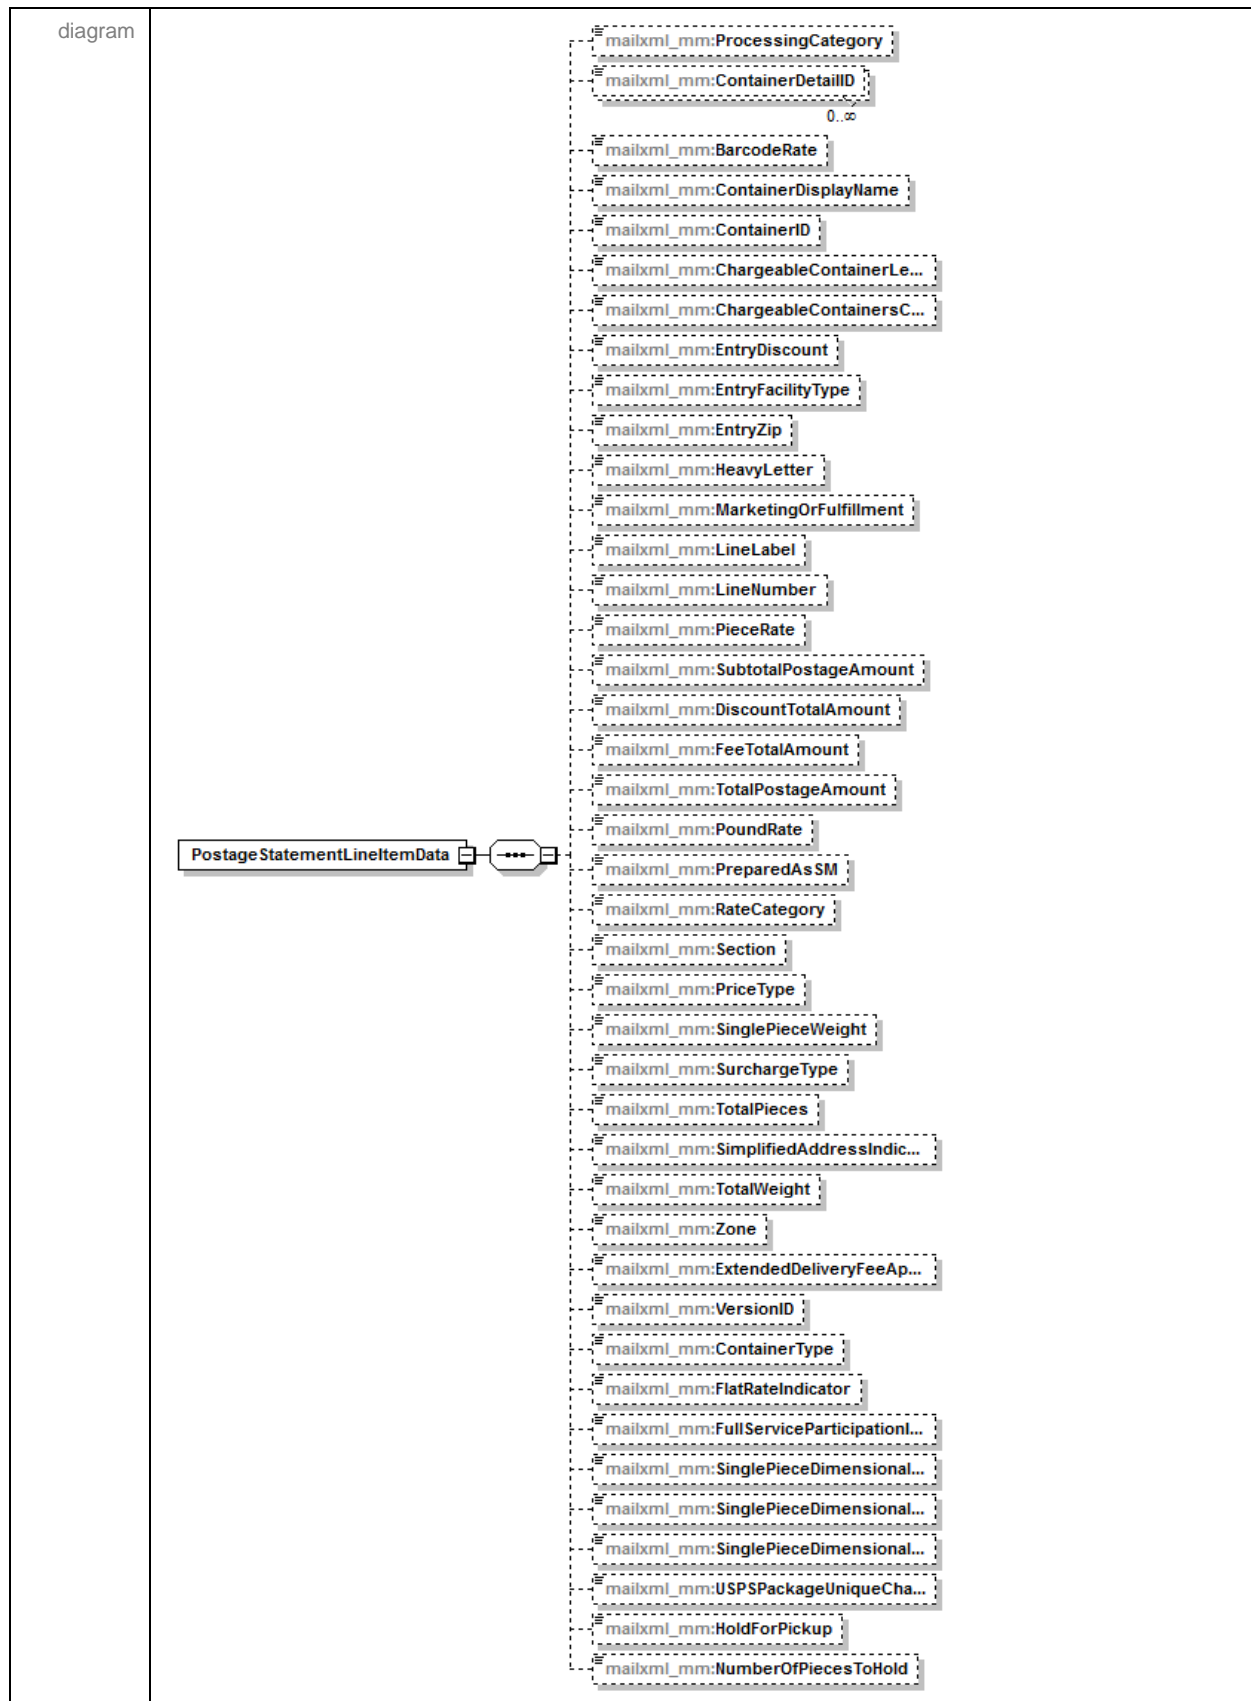 diagram
mailxml_mm:ProcessingCategory
mailxml_mm:ContainerDetailID
0..∞
mailxml_mm:BarcodeRate
mailxml_mm:ContainerDisplayName
mailxml_mm:ContainerID
mailxml_mm:ChargeableContainerLe...
mailxml_mm:ChargeableContainersC...
mailxml_mm:EntryDiscount
mailxml_mm:EntryFacilityType
mailxml_mm:EntryZip
mailxml_mm:HeavyLetter
mailxml_mm:MarketingOrFulfillment
mailxml_mm:LineLabel
mailxml_mm:LineNumber
mailxml_mm:PieceRate
mailxml_mm:SubtotalPostageAmount
mailxml_mm:DiscountTotalAmount
mailxml_mm:FeeTotalAmount
mailxml_mm:TotalPostageAmount
mailxml_mm:PoundRate
PostageStatementLineItemData
mailxml_mm:PreparedAsSM
mailxml_mm:RateCategory
mailxml_mm:Section
mailxml_mm:PriceType
mailxml_mm:SinglePieceWeight
mailxml_mm:SurchargeType
mailxml_mm:TotalPieces
mailxml_mm:SimplifiedAddressIndic...
mailxml_mm:TotalWeight
mailxml_mm:Zone
mailxml_mm:ExtendedDeliveryFeeAp...
mailxml_mm:VersionID
mailxml_mm:ContainerType
mailxml_mm:FlatRateIndicator
mailxml_mm:FullServiceParticipationI...
mailxml_mm:SinglePieceDimensional...
mailxml_mm:SinglePieceDimensional...
mailxml_mm:SinglePieceDimensional...
mailxml_mm:USPSPackageUniqueCha...
mailxml_mm:HoldForPickup
mailxml_mm:NumberOfPiecesToHold